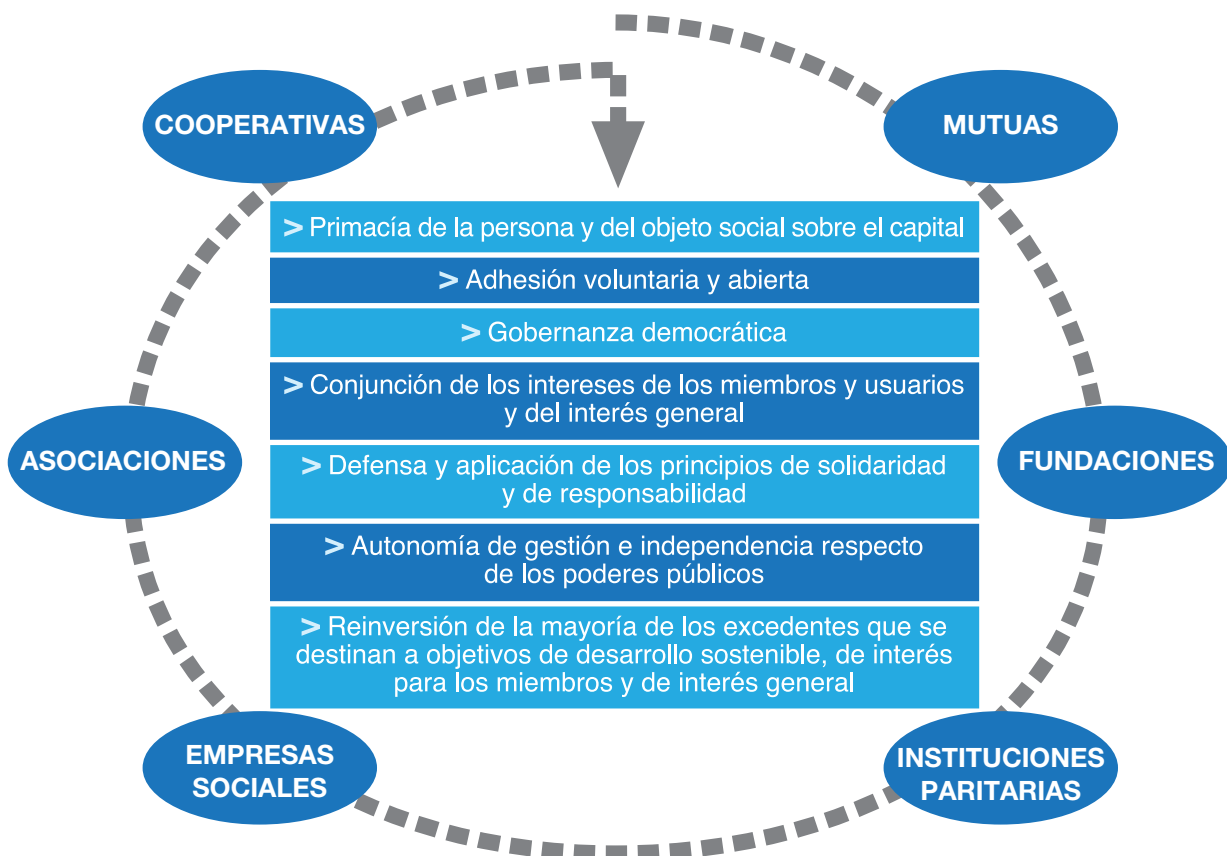 COOPERATIVAS
MUTUAS
> Primacía de la persona y del objeto social sobre el capital
> Adhesión voluntaria y abierta
> Gobernanza democrática
> Conjunción de los intereses de los miembros y usuarios
y del interés general
ASOCIACIONES
FUNDACIONES
> Defensa y aplicación de los principios de solidaridad
y de responsabilidad
> Autonomía de gestión e independencia respecto
de los poderes públicos
> Reinversión de la mayoría de los excedentes que se
destinan a objetivos de desarrollo sostenible, de interés
para los miembros y de interés general
EMPRESAS
SOCIALES
INSTITUCIONES
PARITARIAS